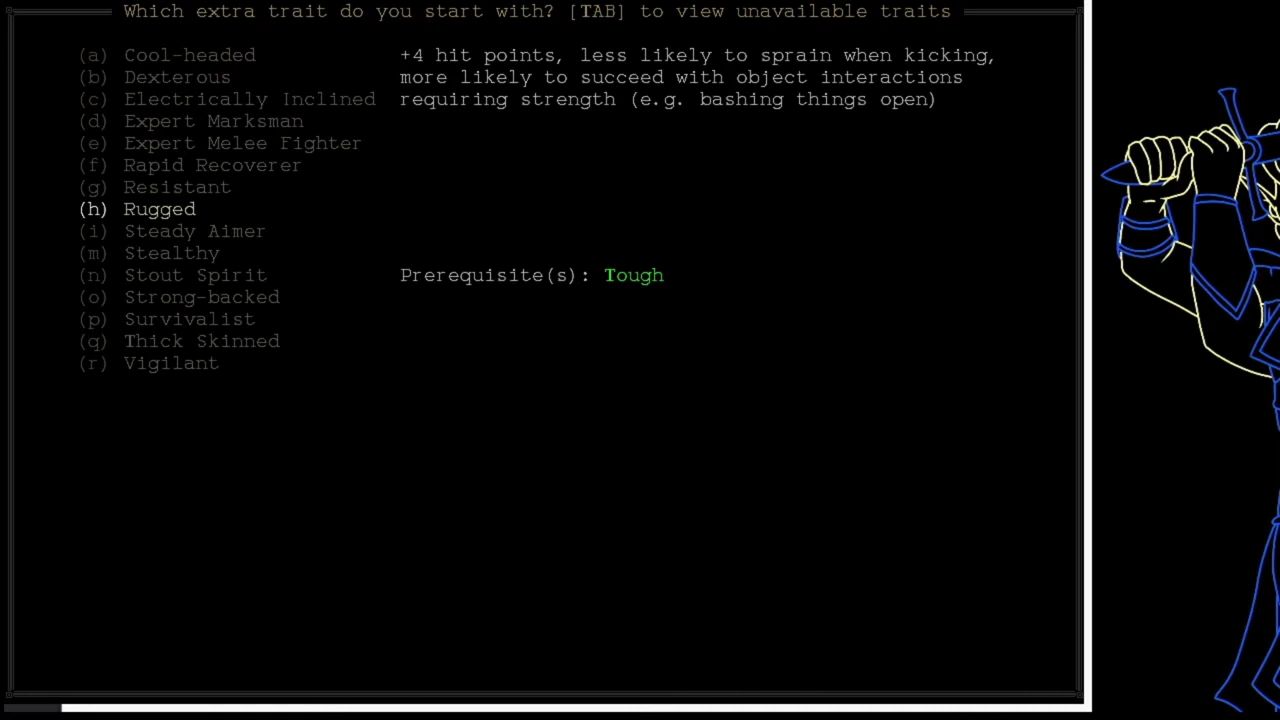 Which extra trait do you start with? [TAB] to view unavailable traits
(a) Cool-headed +4 hit points, less likely to sprain when kicking,
(b) Dexterous more likely to succeed with object interactions
(c) Electrically Inclined requiring strength (e.g. bashing things open)
(d) Expert Marksman
(e) Expert Melee Fighter
(f) Rapid Recoverer
(g) Resistant
(h) Rugged
(i) Steady Aimer
(m) Stealthy
(n) Stout Spirit Prerequisite(s): Tough
(o) Strong-backed
(p) Survivalist
(q) Thick Skinned
(r) Vigilant